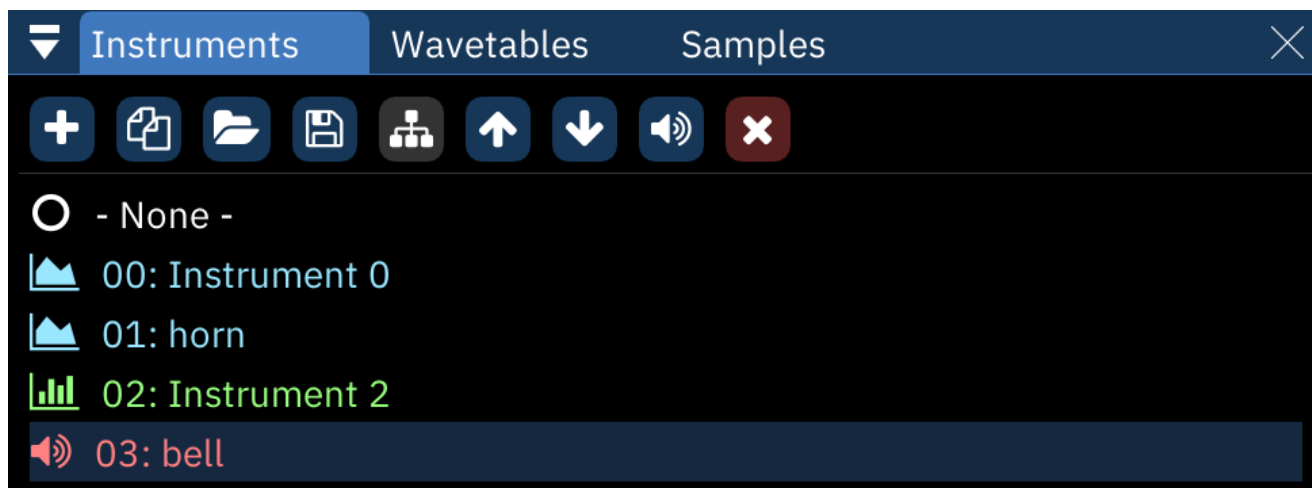 Instruments Wavetables Samples
- None -
00: Instrument 0
01: horn
02: Instrument 2
03: bell